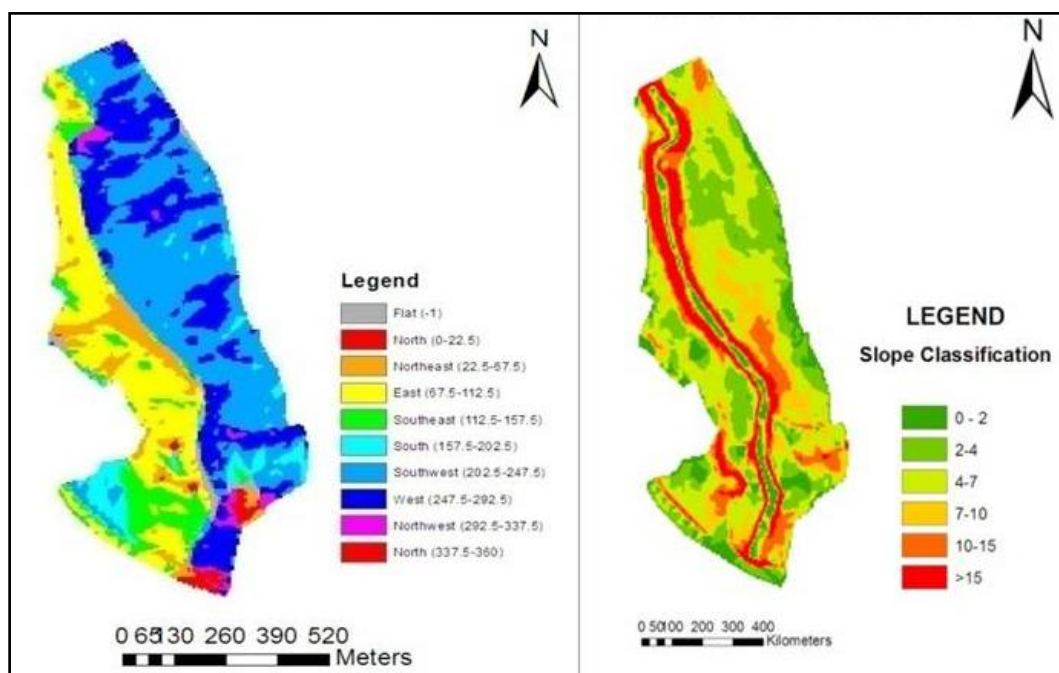 N
Legend
Flat (-1)
North (0-22.5)
Northeast (22.5-67.5)
East (67.5-112.5)
Southeast (112.5-157.5)
South (157.5-202.5)
Southwest (202.5-247.5)
West (247.5-292.5)
Northwest (292.5-337.5)
North (337.5-360)
0 65130 260 390 520
Meters
N
LEGEND
Slope Classification
0 - 2
2-4
4-7
7-10
10-15
>15
0 50100 200 300 400
Kilometers